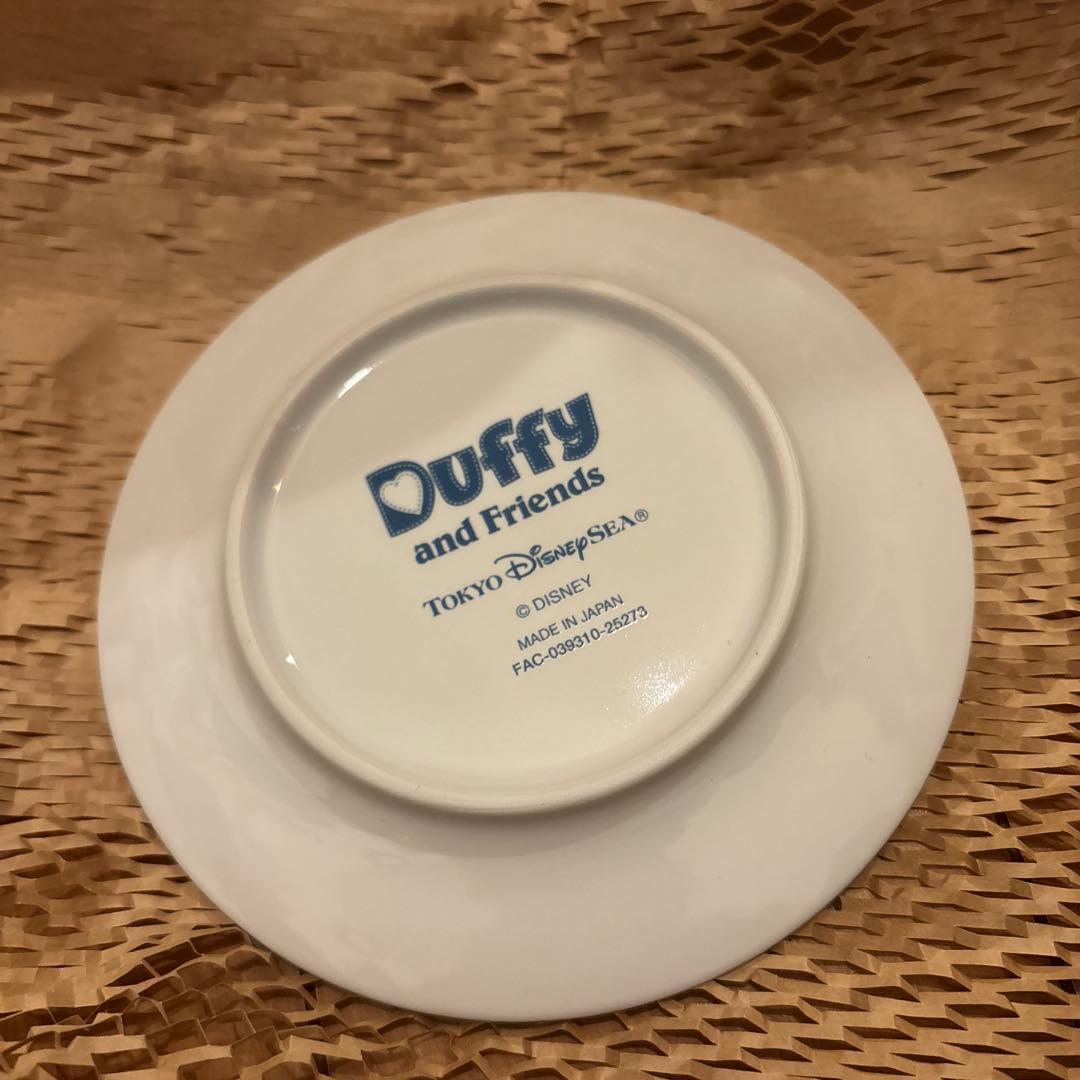 Duffy
and Friends
TOKYO DISNEYSEA®
© DISNEY
MADE IN JAPAN
FAC-039310-25273